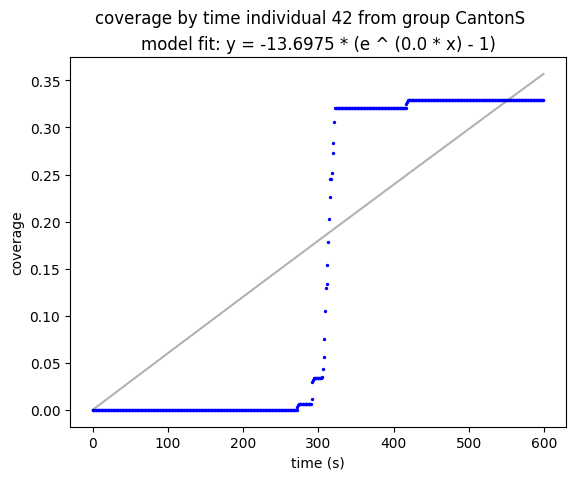 coverage by time individual 42 from group CantonS
model fit: y = -13.6975 * (e ^ (0.0 * x) - 1)
0.35
0.30
0.25
0.20
0.15
0.10
0.05
0.00
coverage
0 100 200 300 400 500 600
time (s)